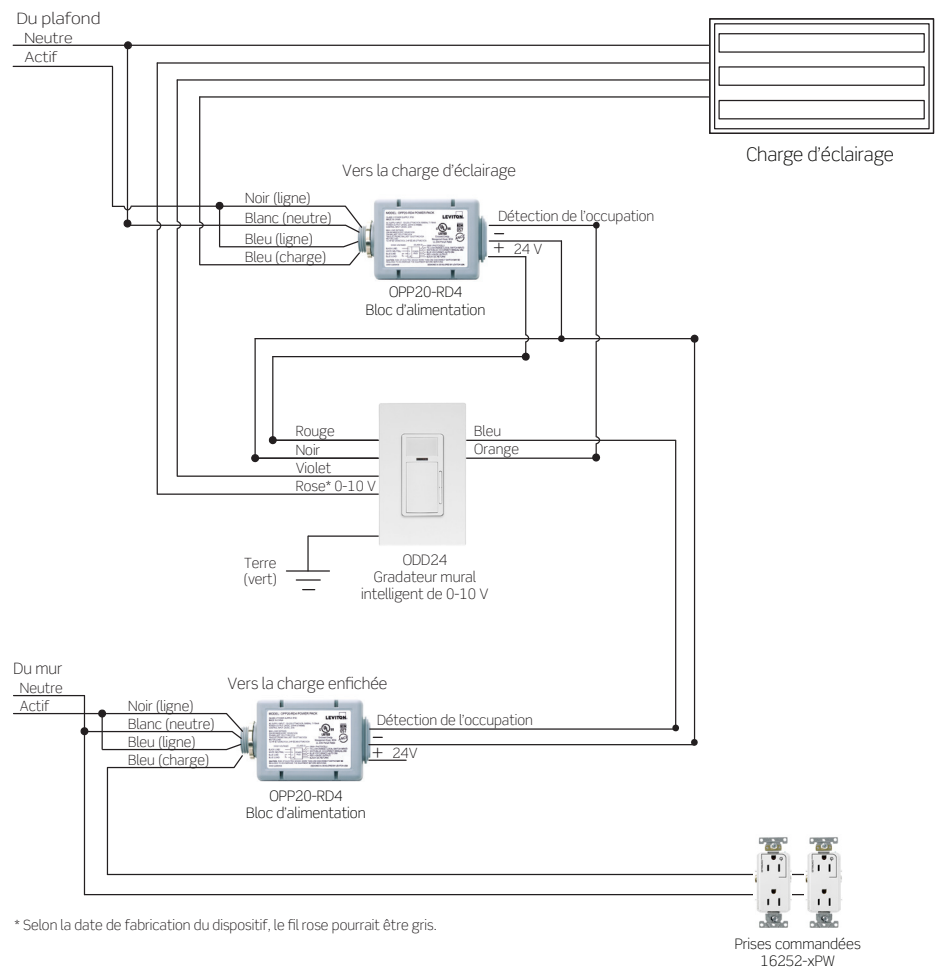 Du plafond
Neutre
Actif
Charge d'éclairage
Vers la charge d'éclairage
Noir (ligne)
Blanc (neutre)
Bleu (ligne)
Bleu (charge)
LEVITON
Détection de l'occupation
−
+ 24 V
OPP20-RD4
Bloc d'alimentation
Rouge
Noir
Violet
Rose* 0-10 V
Bleu
Orange
Terre
(vert)
ODD24
Gradateur mural
intelligent de 0-10 V
Du mur
Neutre
Actif
Vers la charge enfichée
Noir (ligne)
Blanc (neutre)
Bleu (ligne)
Bleu (charge)
LEVITON
Détection de l'occupation
−
+ 24V
OPP20-RD4
Bloc d'alimentation
* Selon la date de fabrication du dispositif, le fil rose pourrait être gris.
Prises commandées
16252-xPW